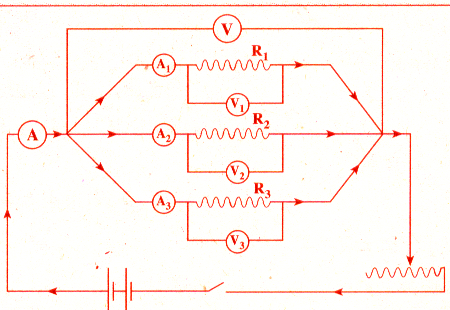 V
A₁ R₁
V₁
A R₂
A₂
V₂
R₃
A₃
V₃